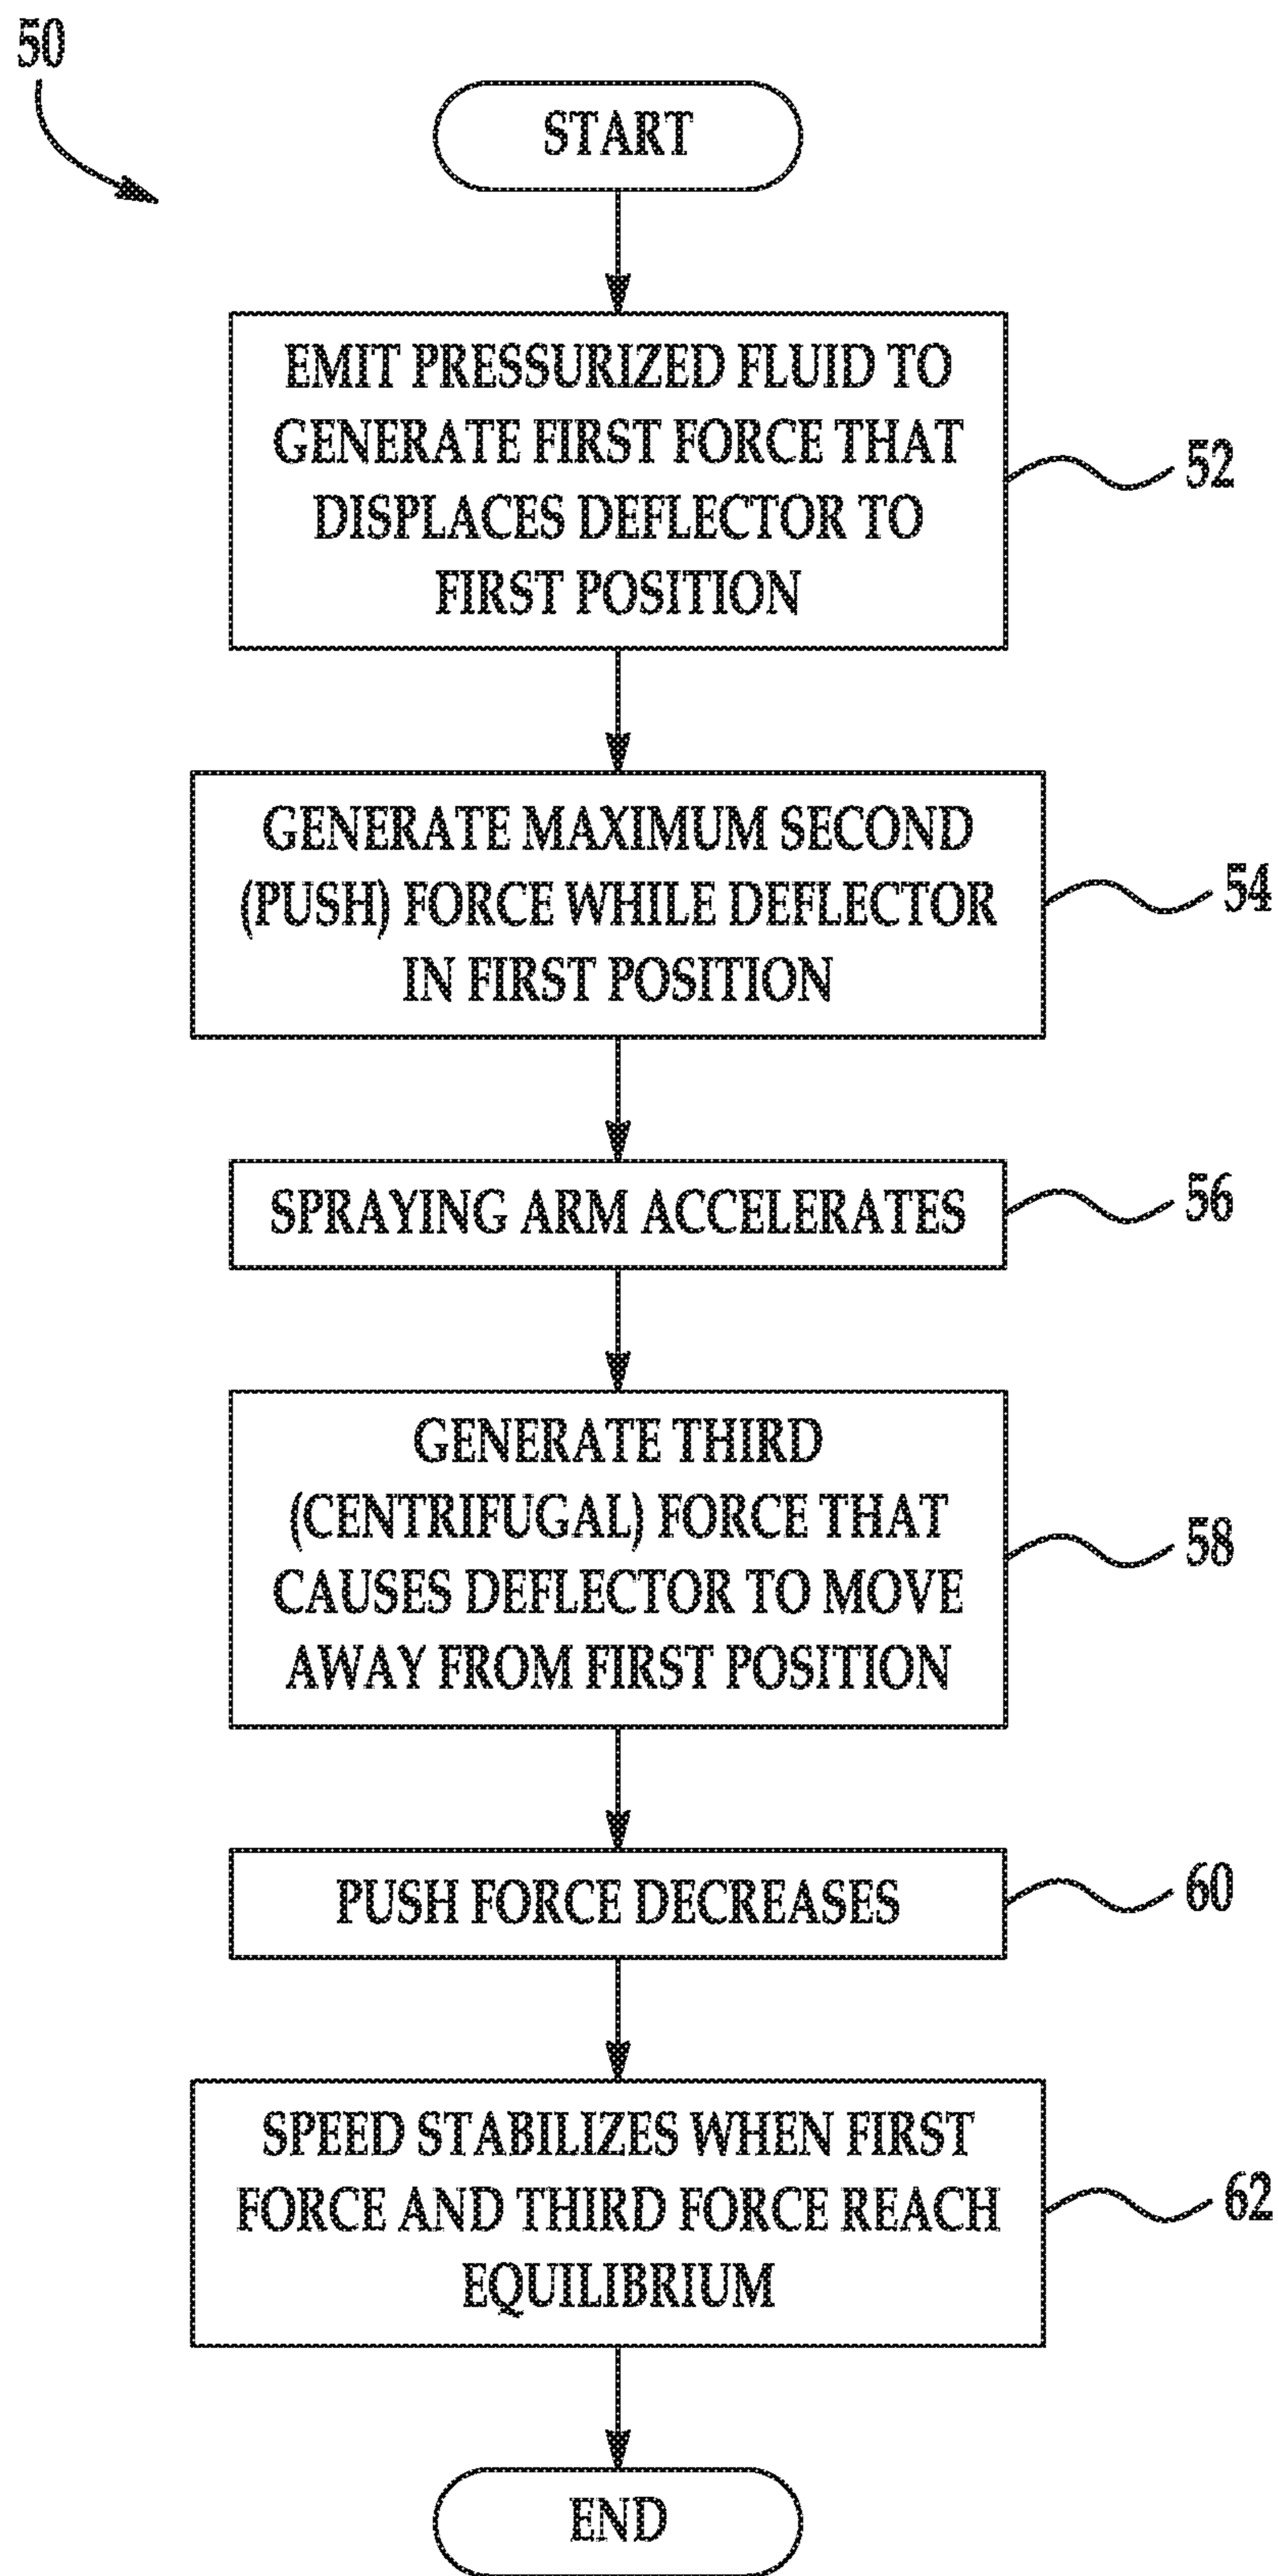 50
START
EMIT PRESSURIZED FLUID TO
GENERATE FIRST FORCE THAT
DISPLACES DEFLECTOR TO
FIRST POSITION
52
GENERATE MAXIMUM SECOND
(PUSH) FORCE WHILE DEFLECTOR
IN FIRST POSITION
54
SPRAYING ARM ACCELERATES
56
GENERATE THIRD
(CENTRIFUGAL) FORCE THAT
CAUSES DEFLECTOR TO MOVE
AWAY FROM FIRST POSITION
58
PUSH FORCE DECREASES
60
SPEED STABILIZES WHEN FIRST
FORCE AND THIRD FORCE REACH
EQUILIBRIUM
62
END